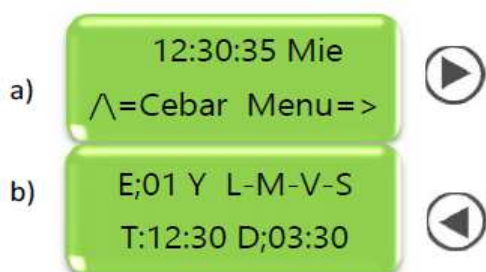 a)
12:30:35 Mie
/\=Cebar Menu=>
b)
E;01 Y L-M-V-S
T:12:30 D;03:30